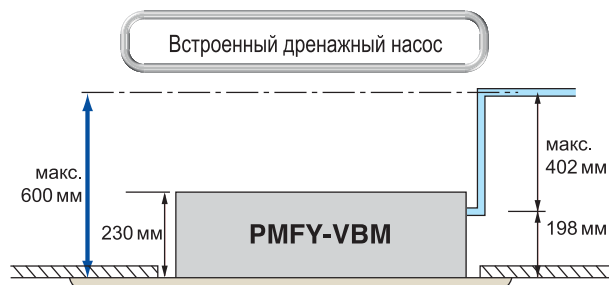 Встроенный дренажный насос
макс.
600 мм
230 мм
PMFY-VBM
макс.
402 мм
198 мм